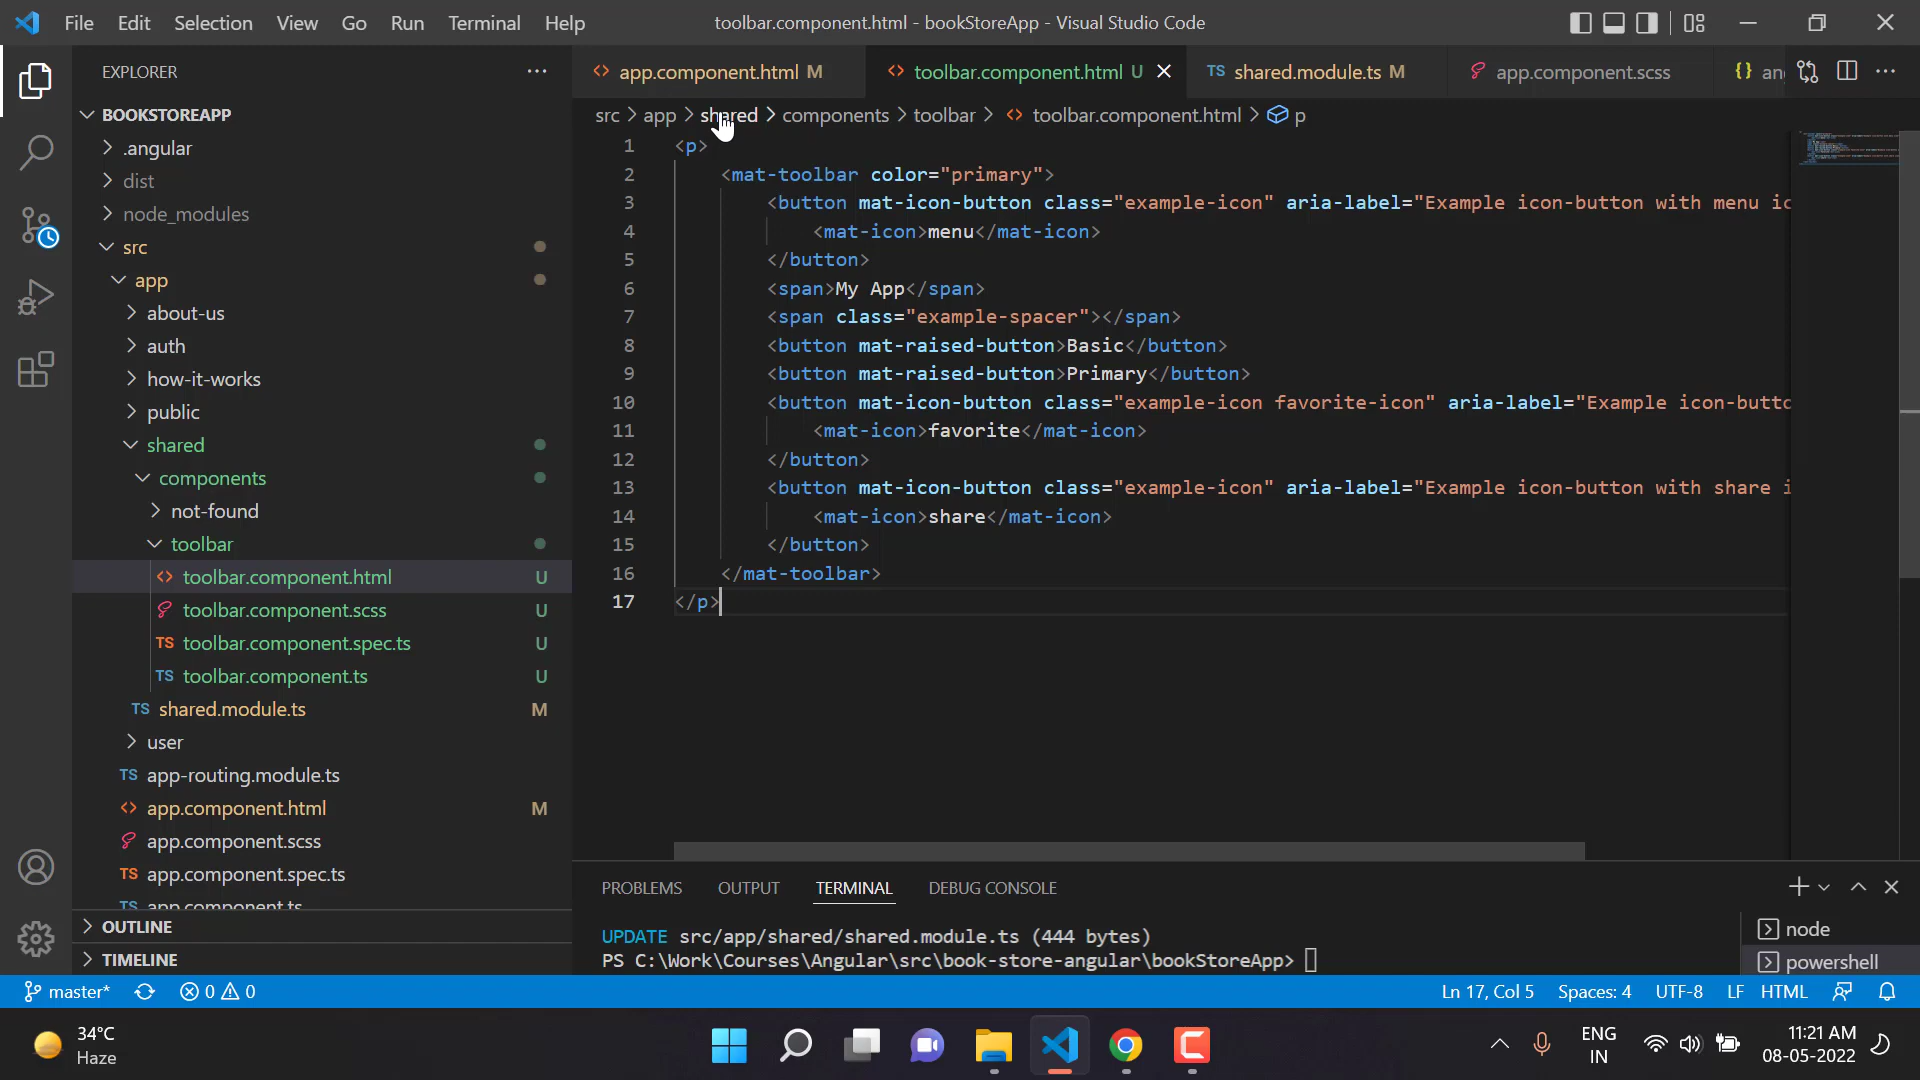 File Edit Selection View Go Run Terminal Help
toolbar.component.html - bookStoreApp - Visual Studio Code
EXPLORER
BOOKSTOREAPP
.angular
dist
node_modules
src
app
about-us
auth
how-it-works
public
shared
components
not-found
toolbar
toolbar.component.html U
toolbar.component.scss U
toolbar.component.spec.ts U
TS toolbar.component.ts U
TS shared.module.ts M
user
TS app-routing.module.ts
app.component.html M
app.component.scss
TS app.component.spec.ts
TS app.component.ts
OUTLINE
TIMELINE
app.component.html M
toolbar.component.html U
TS shared.module.ts M
app.component.scss
{} an
src > app > shared > components > toolbar > toolbar.component.html > p
1 <p>
2 <mat-toolbar color="primary">
3 <button mat-icon-button class="example-icon" aria-label="Example icon-button with menu ic
4 <mat-icon>menu</mat-icon>
5 </button>
6 <span>My App</span>
7 <span class="example-spacer"></span>
8 <button mat-raised-button>Basic</button>
9 <button mat-raised-button>Primary</button>
10 <button mat-icon-button class="example-icon favorite-icon" aria-label="Example icon-butto
11 <mat-icon>favorite</mat-icon>
12 </button>
13 <button mat-icon-button class="example-icon" aria-label="Example icon-button with share i
14 <mat-icon>share</mat-icon>
15 </button>
16 </mat-toolbar>
17 </p>
PROBLEMS OUTPUT TERMINAL DEBUG CONSOLE
UPDATE src/app/shared/shared.module.ts (444 bytes)
PS C:\Work\Courses\Angular\src\book-store-angular\bookStoreApp>
node
powershell
master* 0 0
Ln 17, Col 5 Spaces: 4 UTF-8 LF HTML
34°C
Haze
ENG
IN
11:21 AM
08-05-2022